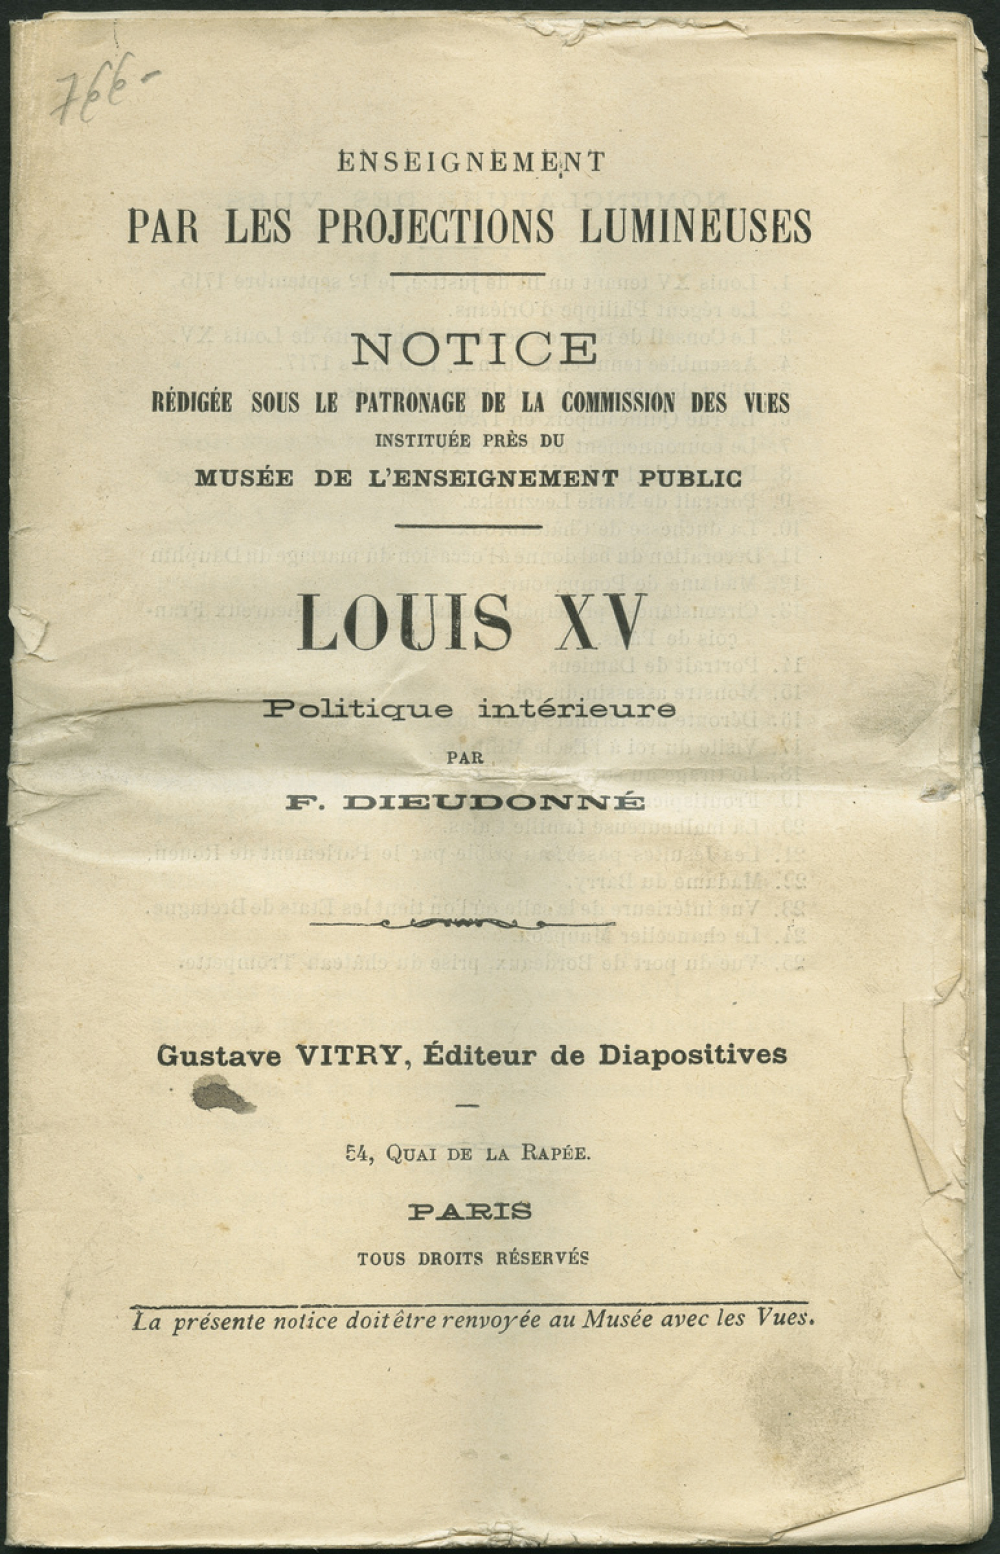 766-
ENSEIGNEMENT
PAR LES PROJECTIONS LUMINEUSES
NOTICE
RÉDIGÉE SOUS LE PATRONAGE DE LA COMMISSION DES VUES
INSTITUÉE PRÈS DU
MUSÉE DE L'ENSEIGNEMENT PUBLIC
LOUIS XV
Politique intérieure
PAR
F. DIEUDONNÉ
Gustave VITRY, Éditeur de Diapositives
54, QUAI DE LA RAPÉE.
PARIS
TOUS DROITS RÉSERVÉS
La présente notice doit être renvoyée au Musée avec les Vues.